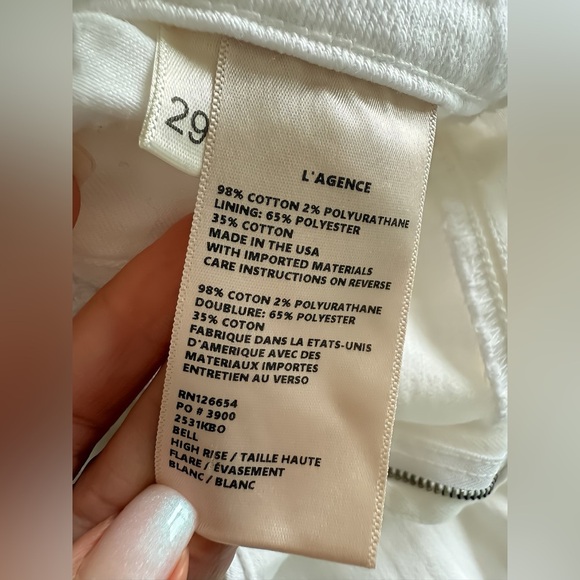 29
L'AGENCE
98% COTTON 2% POLYURATHANE
LINING: 65% POLYESTER
35% COTTON
MADE IN THE USA
WITH IMPORTED MATERIALS
CARE INSTRUCTIONS ON REVERSE
98% COTON 2% POLYURATHANE
DOUBLURE: 65% POLYESTER
35% COTON
FABRIQUE DANS LA ETATS-UNIS
D'AMERIQUE AVEC DES
MATERIAUX IMPORTES
ENTRETIEN AU VERSO
RN126654
PO # 3900
2531KBO
BELL
HIGH RISE / TAILLE HAUTE
FLARE / ÉVASEMENT
BLANC / BLANC